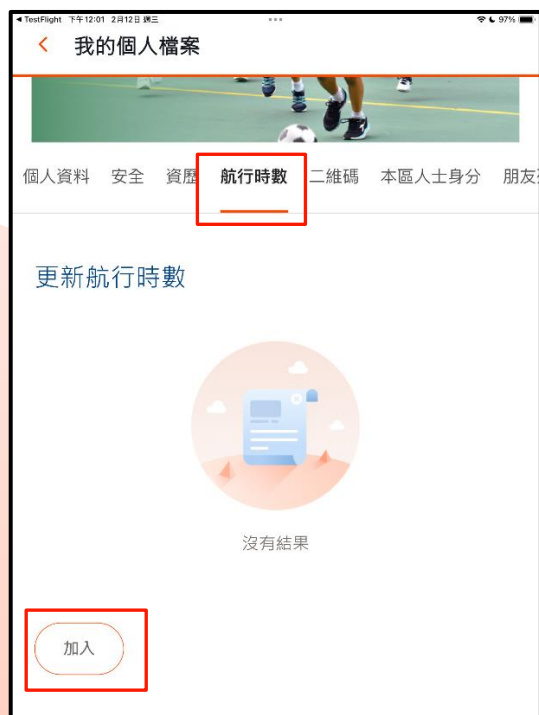 ◀ TestFlight 下午12:01 2月12日 週三 97%
我的個人檔案
個人資料 安全 資歷 航行時數 二維碼 本區人士身分 朋友
更新航行時數
沒有結果
加入